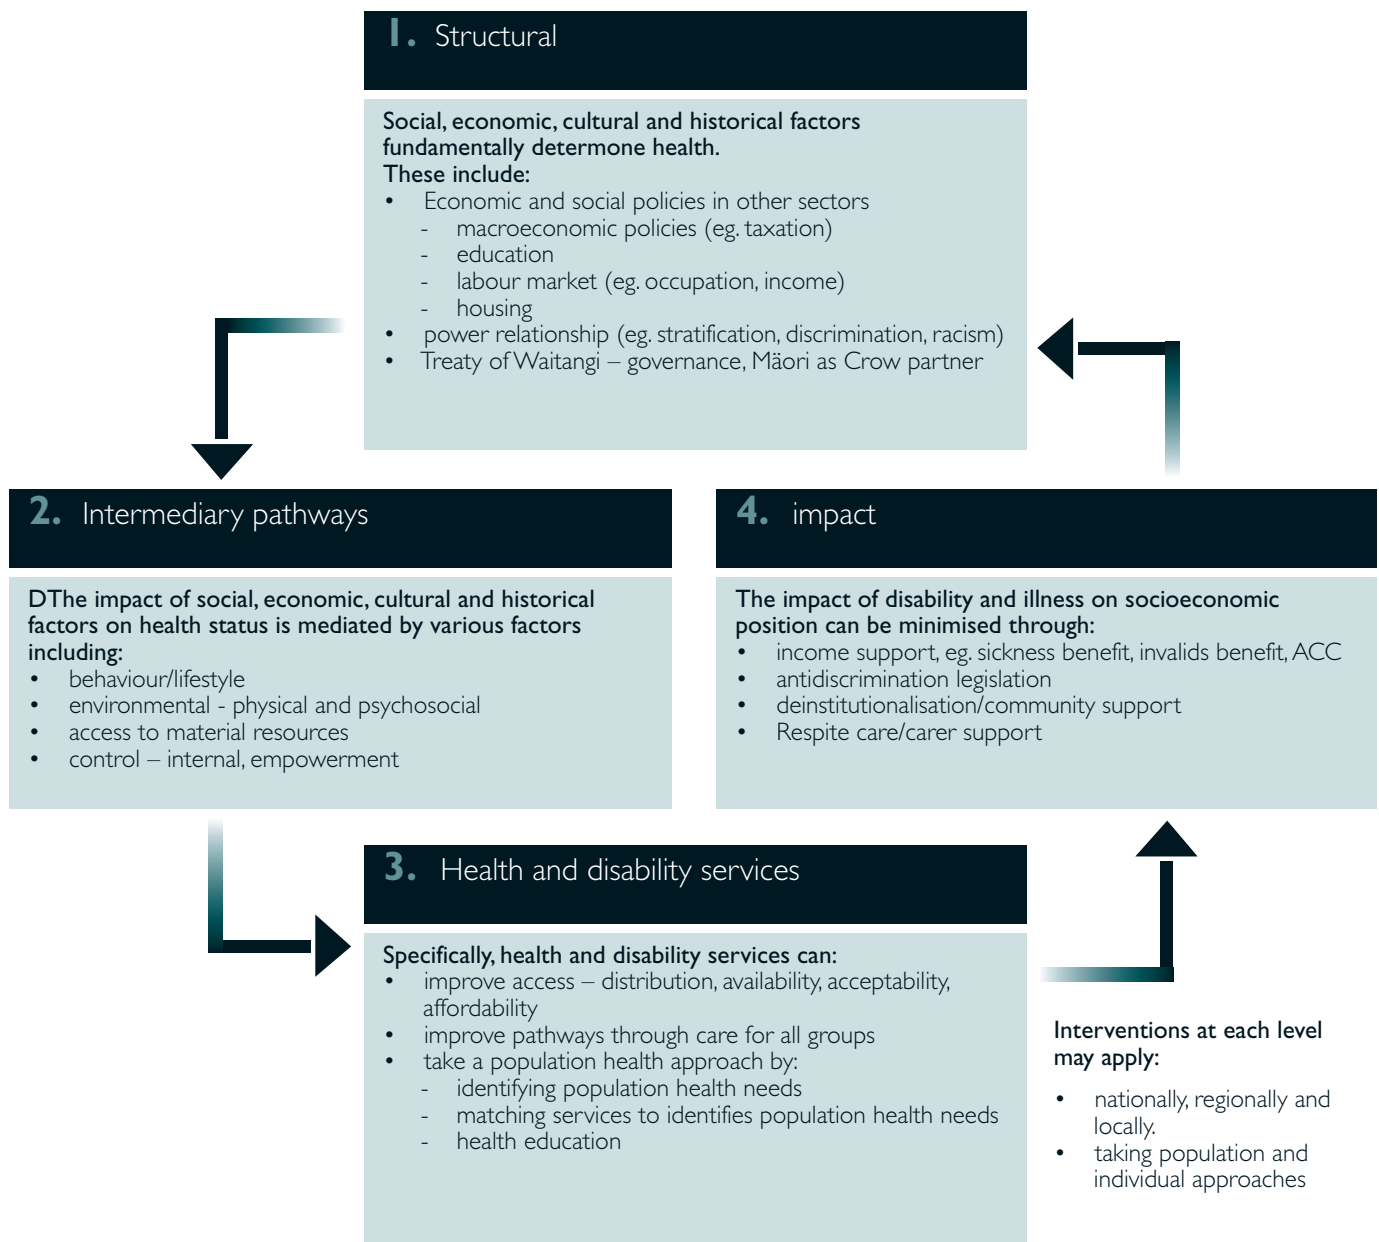 1. Structural
Social, economic, cultural and historical factors
fundamentally determone health.
These include:
• Economic and social policies in other sectors
- macroeconomic policies (eg. taxation)
- education
- labour market (eg. occupation, income)
- housing
• power relationship (eg. stratification, discrimination, racism)
• Treaty of Waitangi – governance, Mäori as Crow partner
2. Intermediary pathways
DThe impact of social, economic, cultural and historical
factors on health status is mediated by various factors
including:
• behaviour/lifestyle
• environmental - physical and psychosocial
• access to material resources
• control – internal, empowerment
3. Health and disability services
Specifically, health and disability services can:
• improve access – distribution, availability, acceptability,
affordability
• improve pathways through care for all groups
• take a population health approach by:
- identifying population health needs
- matching services to identifies population health needs
- health education
4. impact
The impact of disability and illness on socioeconomic
position can be minimised through:
• income support, eg. sickness benefit, invalids benefit, ACC
• antidiscrimination legislation
• deinstitutionalisation/community support
• Respite care/carer support
Interventions at each level
may apply:
• nationally, regionally and
locally.
• taking population and
individual approaches